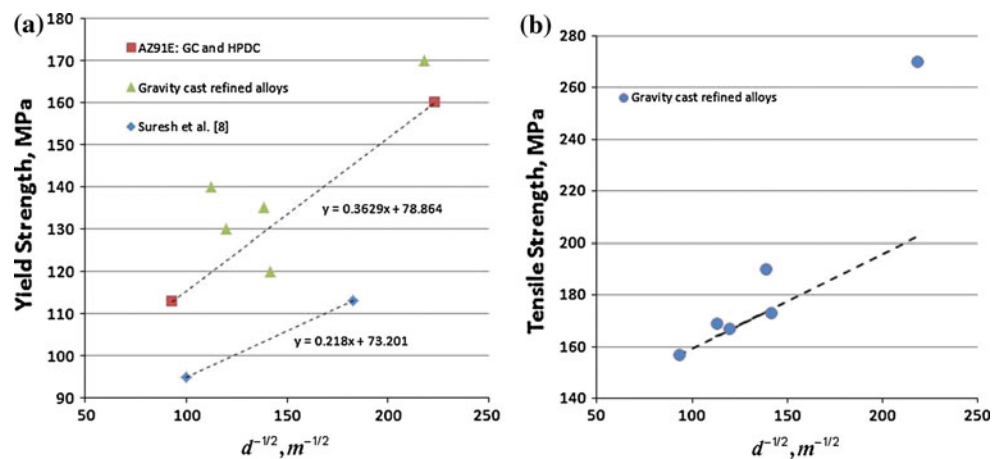 (a)
Yield Strength, MPa
180
170
160
150
140
130
120
110
100
90
50
100
150
200
250
d⁻¹/², m⁻¹/²
AZ91E: GC and HPDC
Gravity cast refined alloys
Suresh et al. [8]
y = 0.3629x + 78.864
y = 0.218x + 73.201
(b)
Tensile Strength, MPa
280
260
240
220
200
180
160
140
50
100
150
200
250
d⁻¹/², m⁻¹/²
Gravity cast refined alloys